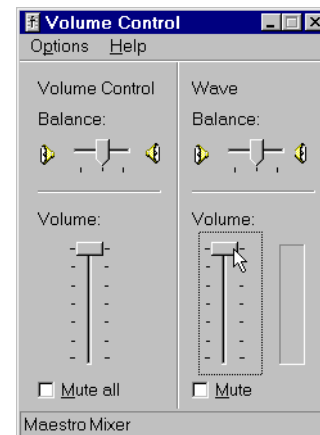 Volume Control
Options Help
Volume Control
Balance:
Volume:
Mute all
Wave
Balance:
Volume:
Mute
Maestro Mixer